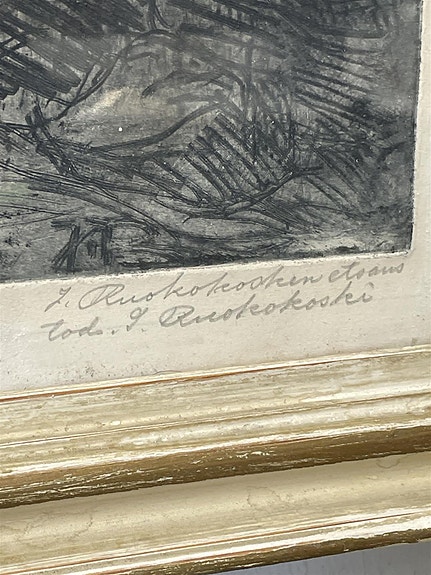 J. Ruokokosken etsaus
tod. I. Ruokokoski